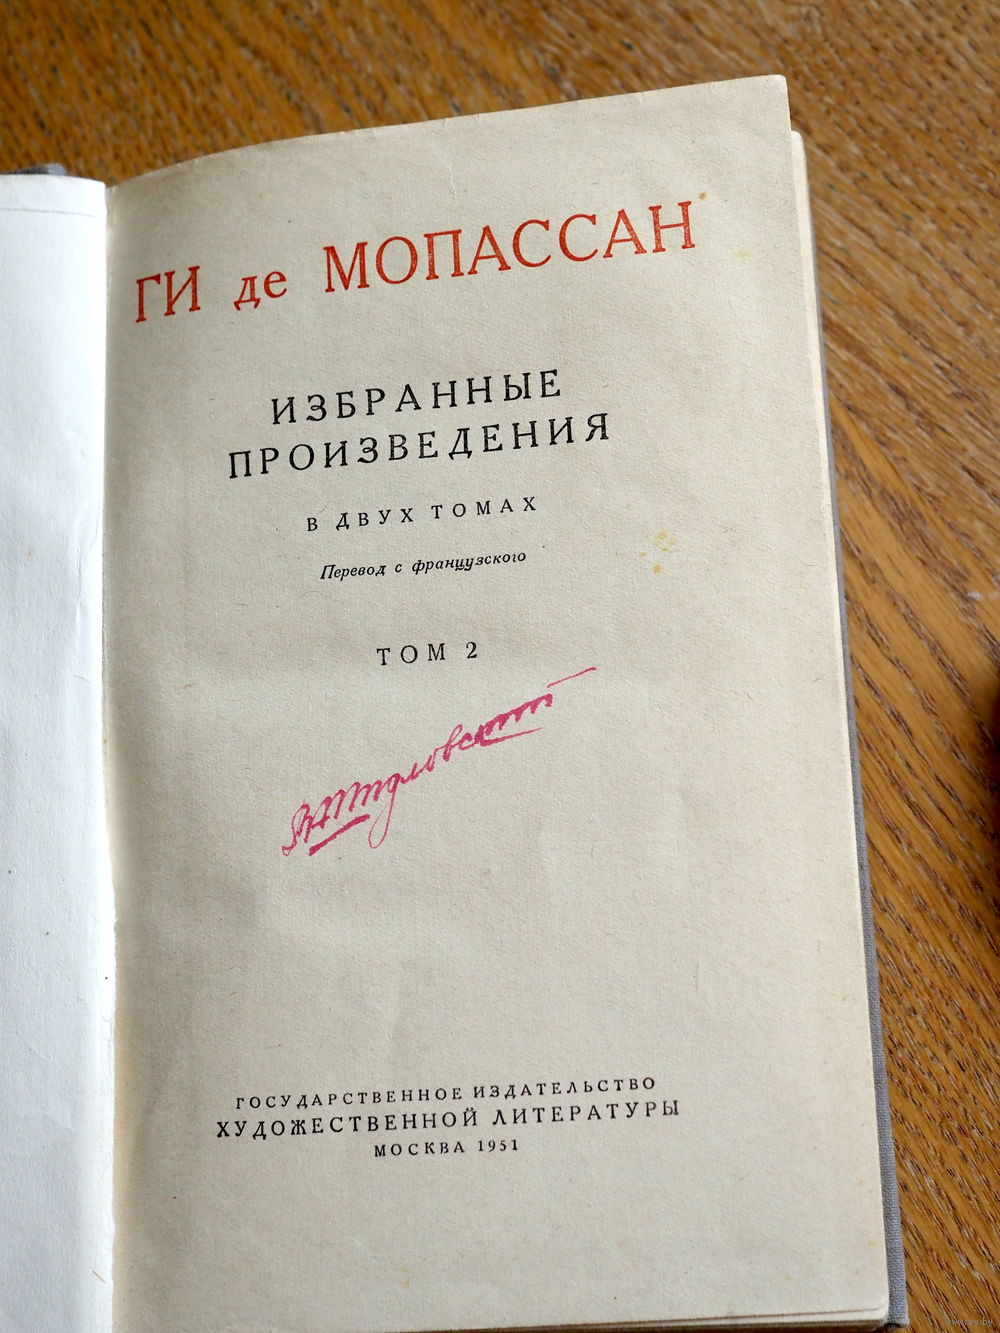 ГИ де МОПАССАН
ИЗБРАННЫЕ
ПРОИЗВЕДЕНИЯ
В ДВУХ ТОМАХ
Перевод с французского
ТОМ 2
ГОСУДАРСТВЕННОЕ ИЗДАТЕЛЬСТВО
ХУДОЖЕСТВЕННОЙ ЛИТЕРАТУРЫ
МОСКВА 1951